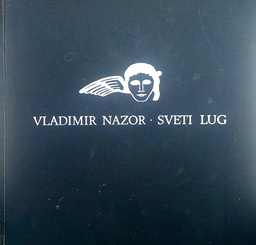 VLADIMIR NAZOR · SVETI LUG